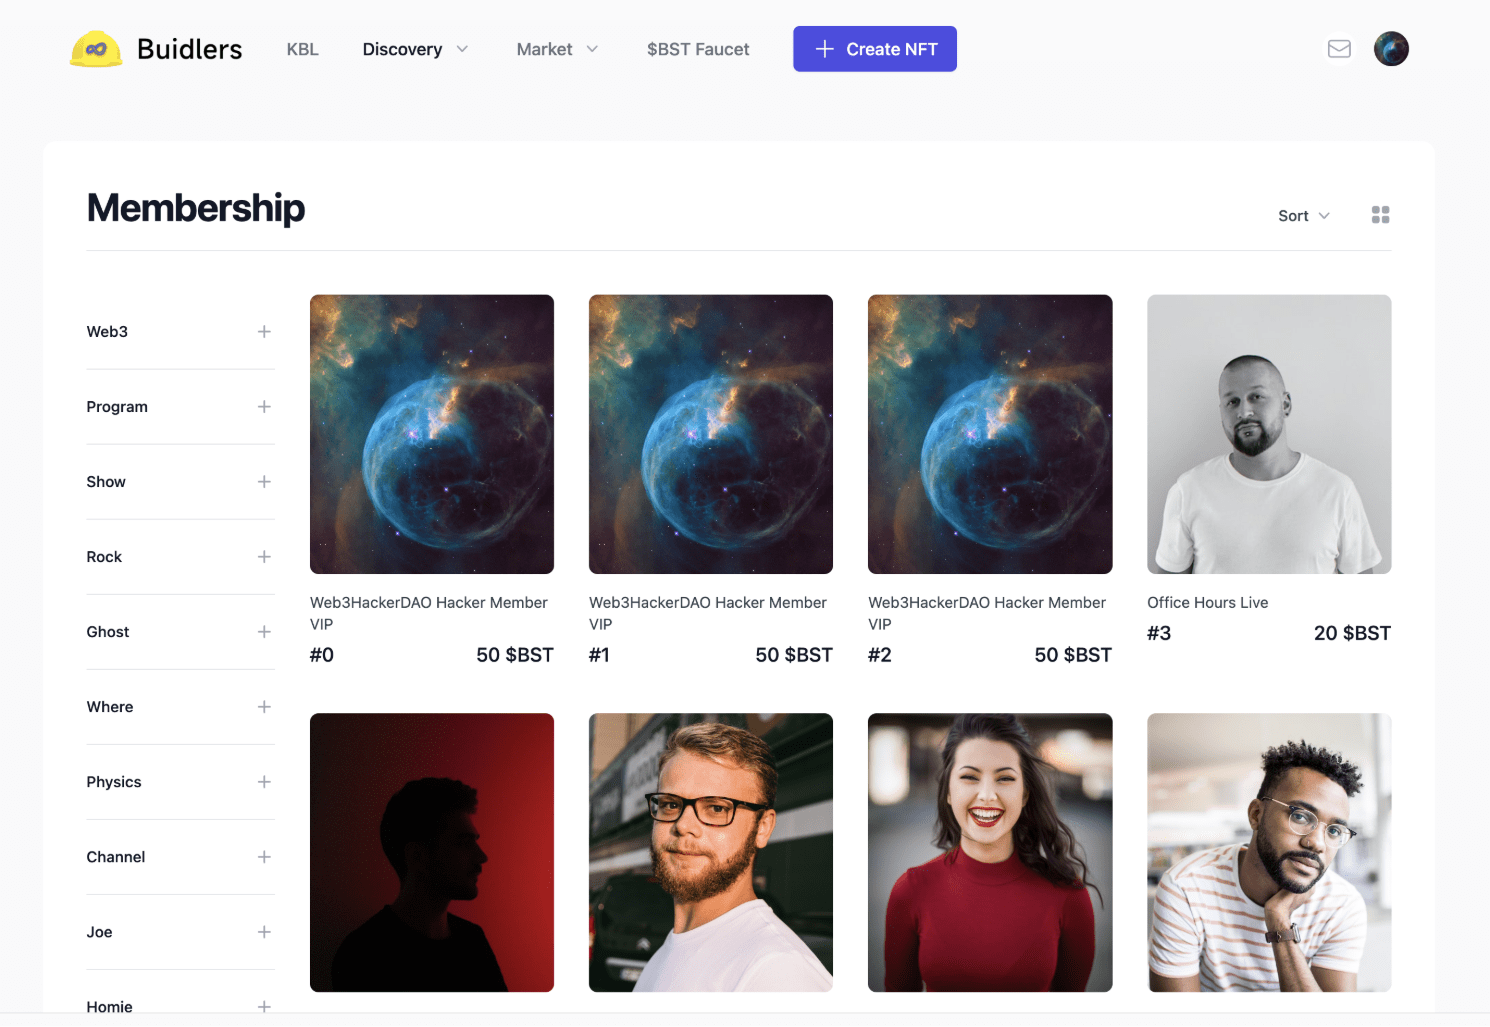 Buidlers
KBL
Discovery
Market
$BST Faucet
Create NFT
Membership
Sort
Web3
Program
Show
Rock
Ghost
Where
Physics
Channel
Joe
Homie
Web3HackerDAO Hacker Member
VIP
#0 50 $BST
Web3HackerDAO Hacker Member
VIP
#1 50 $BST
Web3HackerDAO Hacker Member
VIP
#2 50 $BST
Office Hours Live
#3 20 $BST